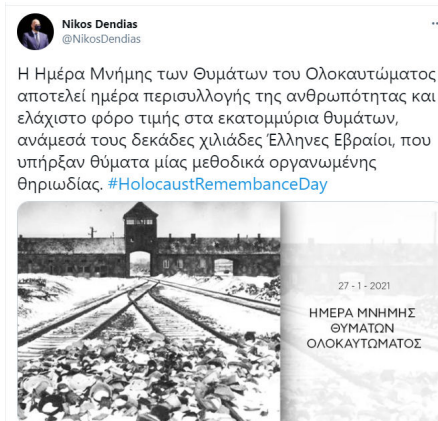 Nikos Dendias
@NikosDendias
Η Ημέρα Μνήμης των Θυμάτων του Ολοκαυτώματος
αποτελεί ημέρα περισυλλογής της ανθρωπότητας και
ελάχιστο φόρο τιμής στα εκατομμύρια θυμάτων,
ανάμεσά τους δεκάδες χιλιάδες Έλληνες Εβραίοι, που
υπήρξαν θύματα μίας μεθοδικά οργανωμένης
θηριωδίας. #HolocaustRemembanceDay
27 - 1 - 2021
ΗΜΕΡΑ ΜΝΗΜΗΣ
ΘΥΜΑΤΩΝ
ΟΛΟΚΑΥΤΩΜΑΤΟΣ